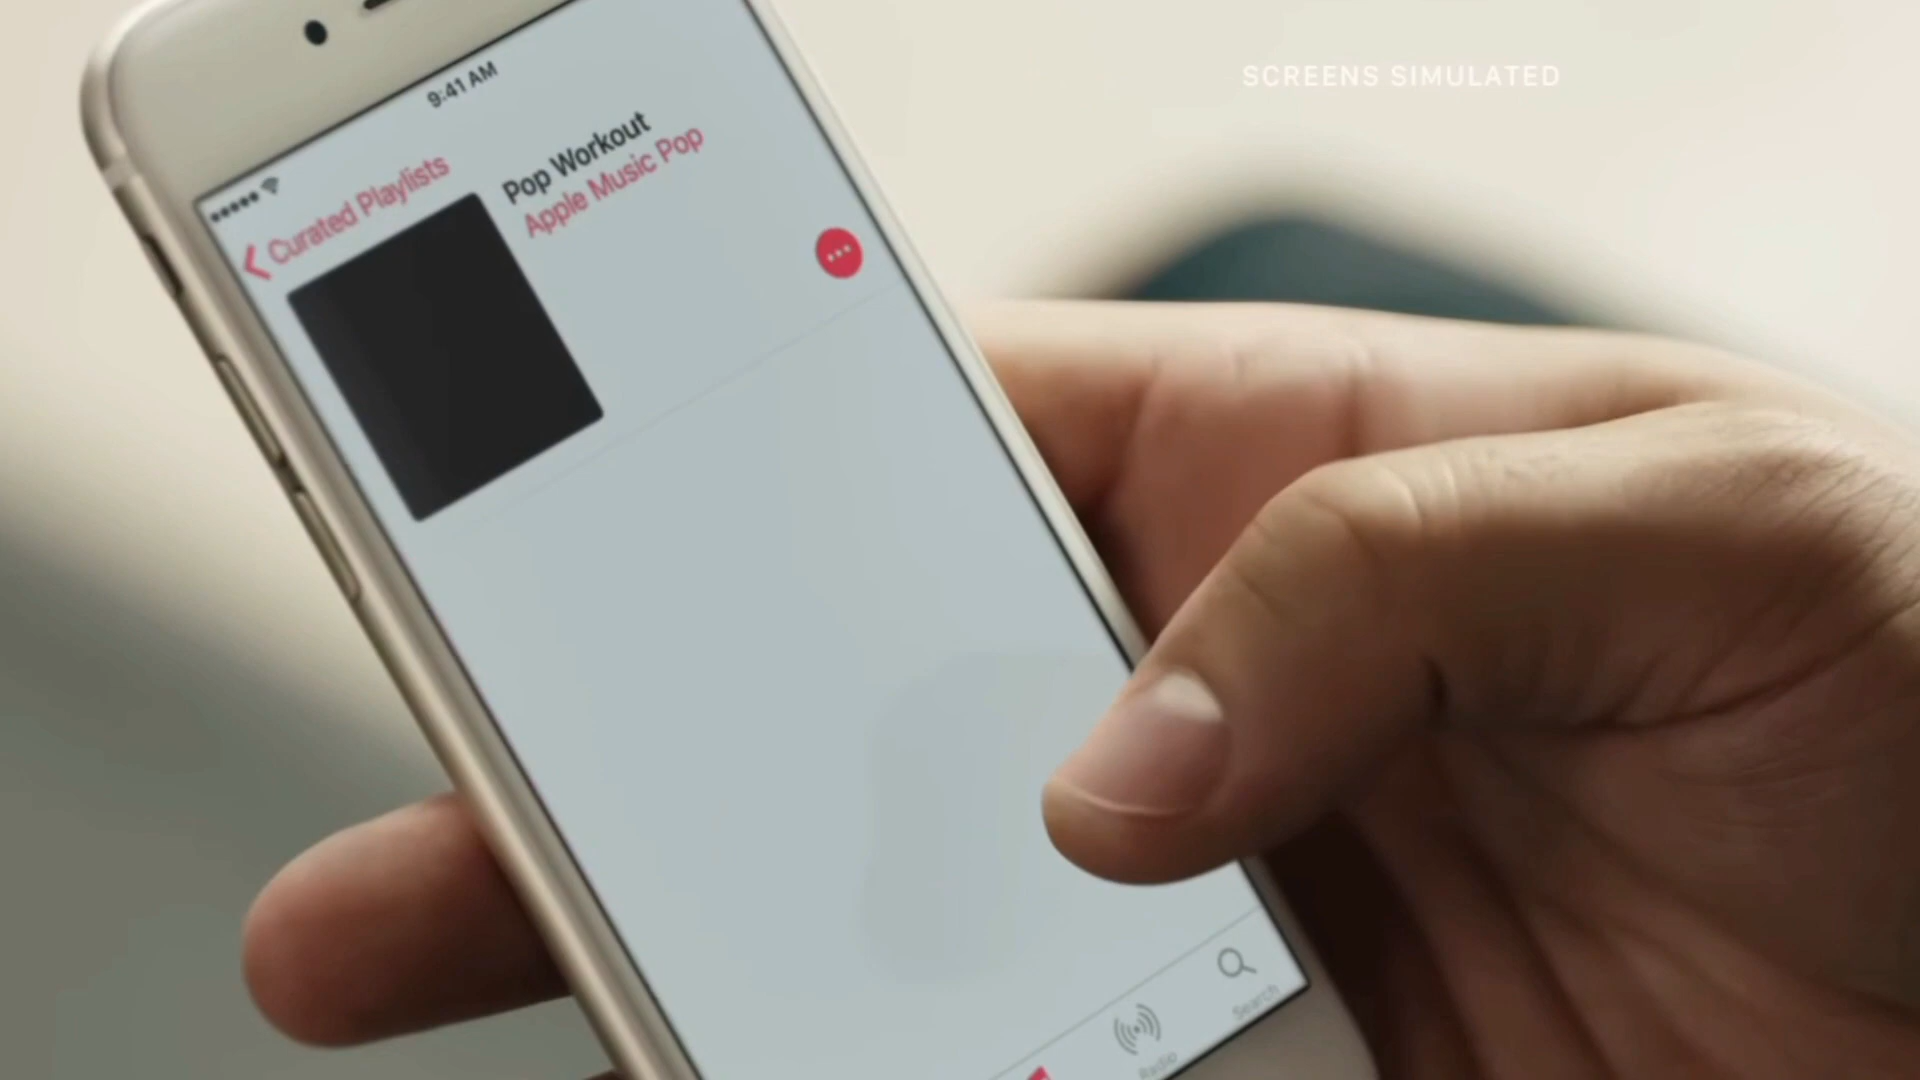 SCREENS SIMULATED
9:41 AM
Curated Playlists
Pop Workout
Apple Music Pop
Search
Radio